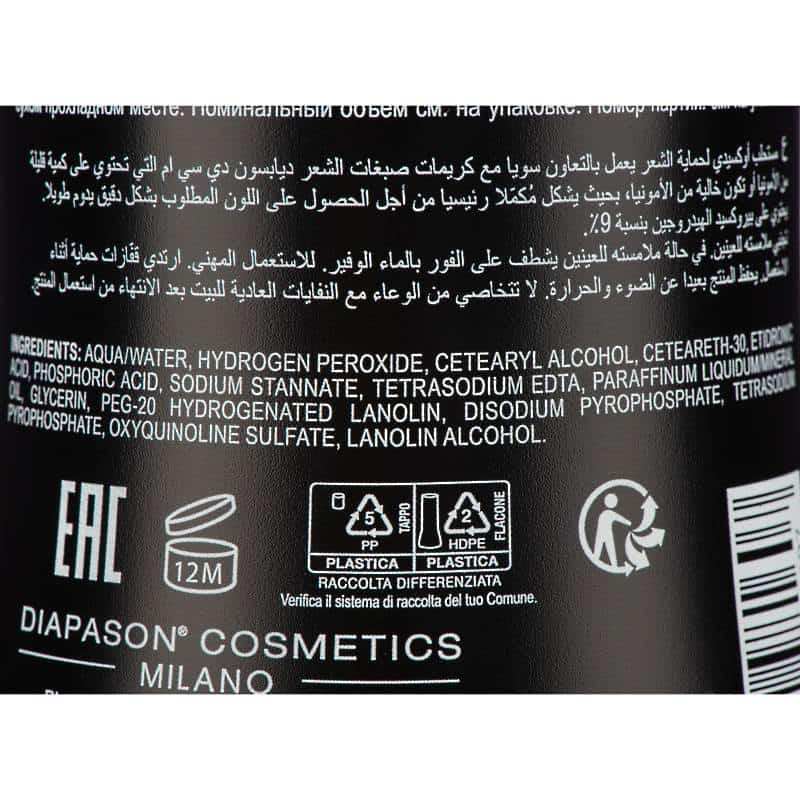 сухом прохладном месте. Номинальный объём см. на упаковке. Номер партии: см.
ع مستحلب أوكسيدي لحماية الشعر يعمل بالتعاون سويا مع كريمات صبغات الشعر ديابسون دي سي ام التي تحتوي على كمية قليلة
من الأمونيا أو تكون خالية من الأمونيا، بحيث يشكل مُكمّلا رئيسيا من أجل الحصول على اللون المطلوب بشكل دقيق يدوم طويلا.
يحتوي على بيروكسيد الهيدروجين بنسبة 9٪.
تجنبي ملامسته للعينين. في حالة ملامسته للعينين يشطف على الفور بالماء الوفير. للاستعمال المهني. ارتدي قفّازات حماية أثناء
الاستعمال. يحفظ المنتج بعيدا عن الضوء والحرارة. لا تتخاصي من الوعاء مع النفايات العادية للبيت بعد الانتهاء من استعمال المنتج.
INGREDIENTS: AQUA/WATER, HYDROGEN PEROXIDE, CETEARYL ALCOHOL, CETEARETH-30, ETIDRONIC
ACID, PHOSPHORIC ACID, SODIUM STANNATE, TETRASODIUM EDTA, PARAFFINUM LIQUIDUM/MINERAL
OIL, GLYCERIN, PEG-20 HYDROGENATED LANOLIN, DISODIUM PYROPHOSPHATE, TETRASODIUM
PYROPHOSPHATE, OXYQUINOLINE SULFATE, LANOLIN ALCOHOL.
EAC
12M
5 PP TAPPO
2 HDPE FLACONE
PLASTICA PLASTICA
RACCOLTA DIFFERENZIATA
Verifica il sistema di raccolta del tuo Comune.
DIAPASON® COSMETICS
MILANO